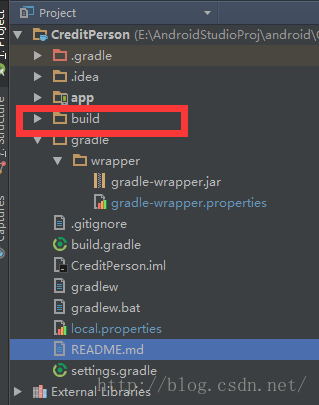 Project
CreditPerson (E:\AndroidStudioProj\android\
.gradle
.idea
app
build
gradle
wrapper
gradle-wrapper.jar
gradle-wrapper.properties
.gitignore
build.gradle
CreditPerson.iml
gradlew
gradlew.bat
local.properties
README.md
settings.gradle
External Libraries
1: Project
7: Structure
Captures
http://blog.csdn.net/